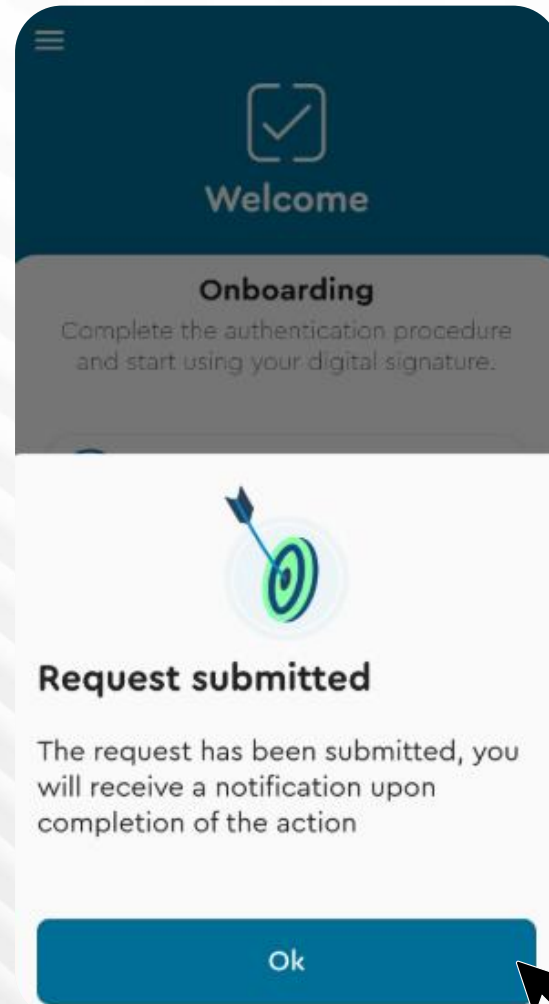 Welcome
Onboarding
Complete the authentication procedure
and start using your digital signature.
Request submitted
The request has been submitted, you
will receive a notification upon
completion of the action
Ok